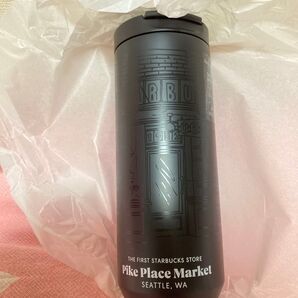 THE FIRST STARBUCKS STORE
Pike Place Market
SEATTLE, WA